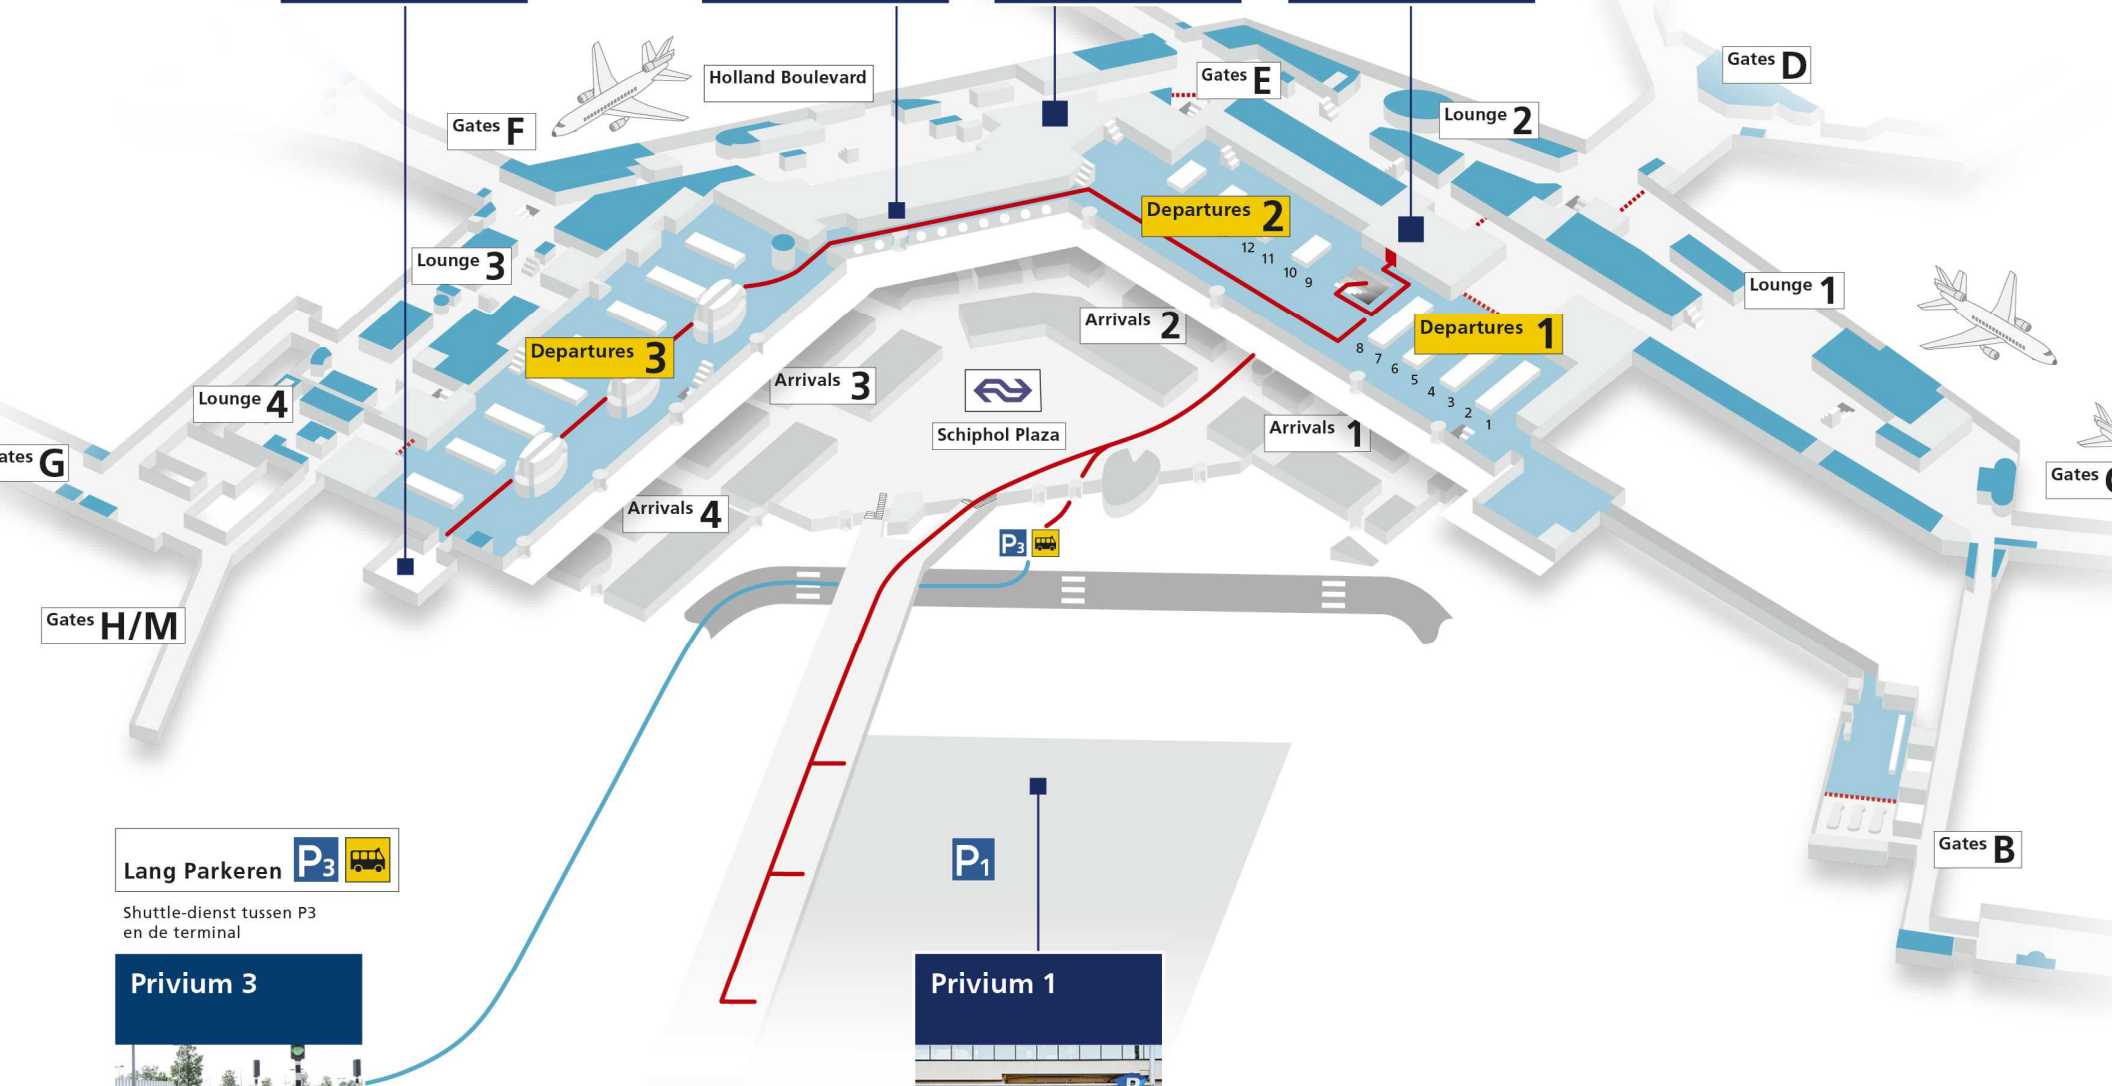 Holland Boulevard
Gates F
Gates E
Gates D
Lounge 2
Departures 2
12
11
10
9
Lounge 3
Lounge 1
Departures 3
Arrivals 2
Departures 1
8
7
6
5
4
3
2
1
Arrivals 3
Lounge 4
Schiphol Plaza
Arrivals 1
Gates G
Gates
Arrivals 4
P3
Gates H/M
Lang Parkeren P3
Shuttle-dienst tussen P3
en de terminal
P1
Gates B
Privium 3
Privium 1